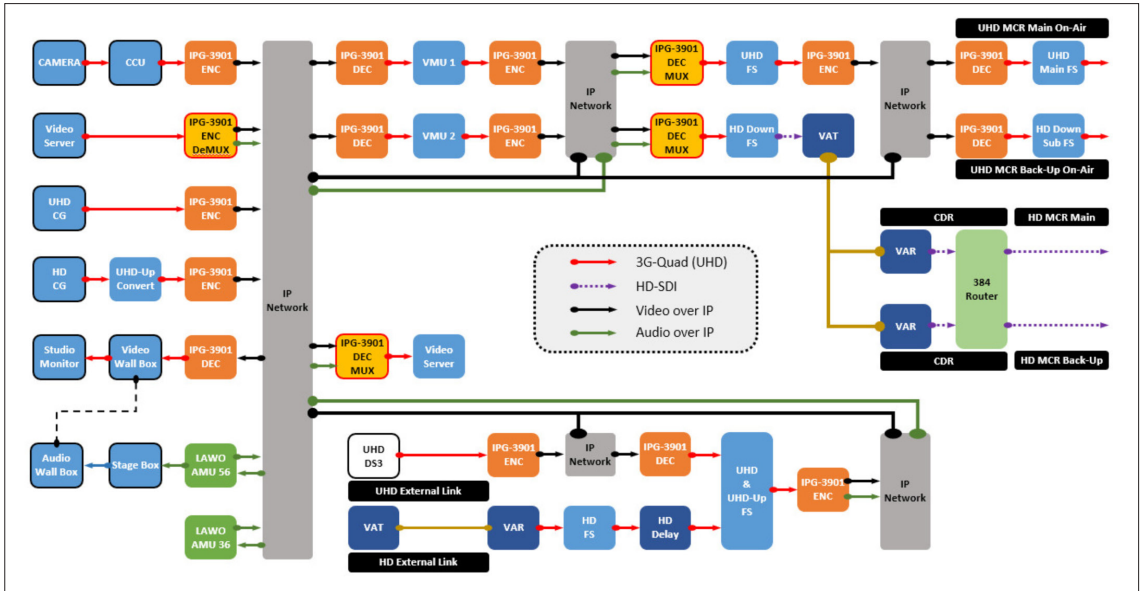 UHD MCR Main On-Air
CAMERA
CCU
IPG-3901
ENC
IPG-3901
DEC
VMU 1
IPG-3901
ENC
IPG-3901
DEC
MUX
UHD
FS
IPG-3901
ENC
IPG-3901
DEC
UHD
Main FS
IP
Network
IP
Network
Video
Server
IPG-3901
ENC
DeMUX
IPG-3901
DEC
VMU 2
IPG-3901
ENC
IPG-3901
DEC
MUX
HD Down
FS
VAT
IPG-3901
DEC
HD Down
Sub FS
UHD MCR Back-Up On-Air
UHD
CG
IPG-3901
ENC
CDR
HD MCR Main
VAR
HD
CG
UHD-Up
Convert
IPG-3901
ENC
IP
Network
3G-Quad (UHD)
HD-SDI
Video over IP
Audio over IP
384
Router
VAR
CDR
HD MCR Back-Up
Studio
Monitor
Video
Wall Box
IPG-3901
DEC
IPG-3901
DEC
MUX
Video
Server
Audio
Wall Box
Stage Box
LAWO
AMU 56
UHD
DS3
IPG-3901
ENC
IP
Network
IPG-3901
DEC
UHD
&
UHD-Up
FS
IPG-3901
ENC
IP
Network
UHD External Link
LAWO
AMU 36
VAT
VAR
HD
FS
HD
Delay
HD External Link